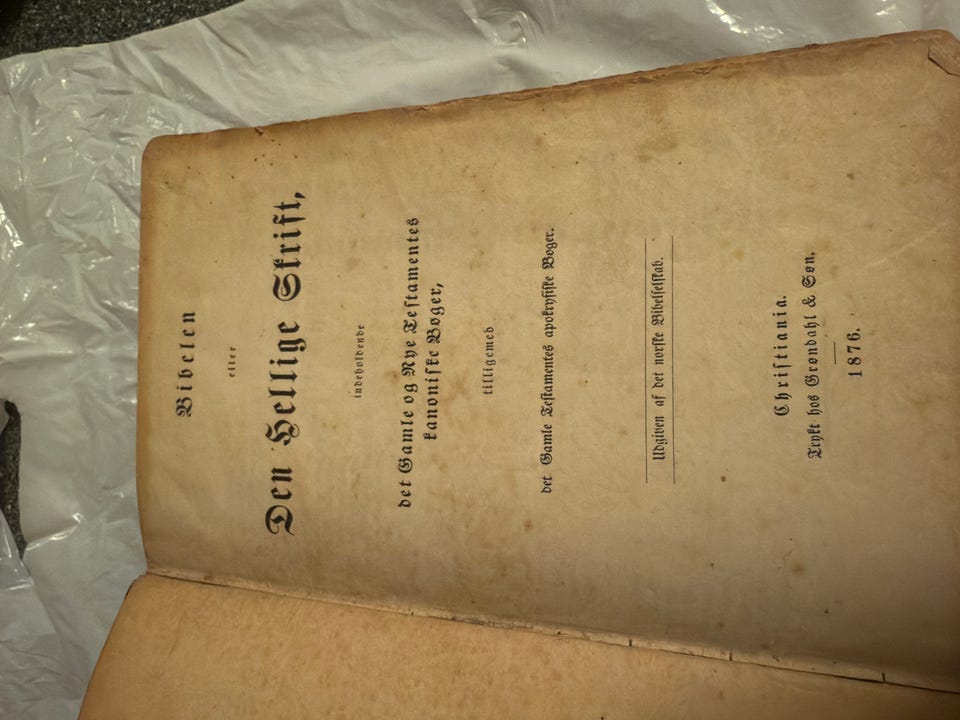 Bibelen
eller
Den Hellige Skrift,
indeholdende
det Gamle og Nye Testamentes
kanoniske Bøger,
tilligemed
det Gamle Testamentes apokryfiske Bøger.
Udgiven af det norske Bibelselskab.
Christiania.
Trykt hos Grøndahl & Søn.
1876.